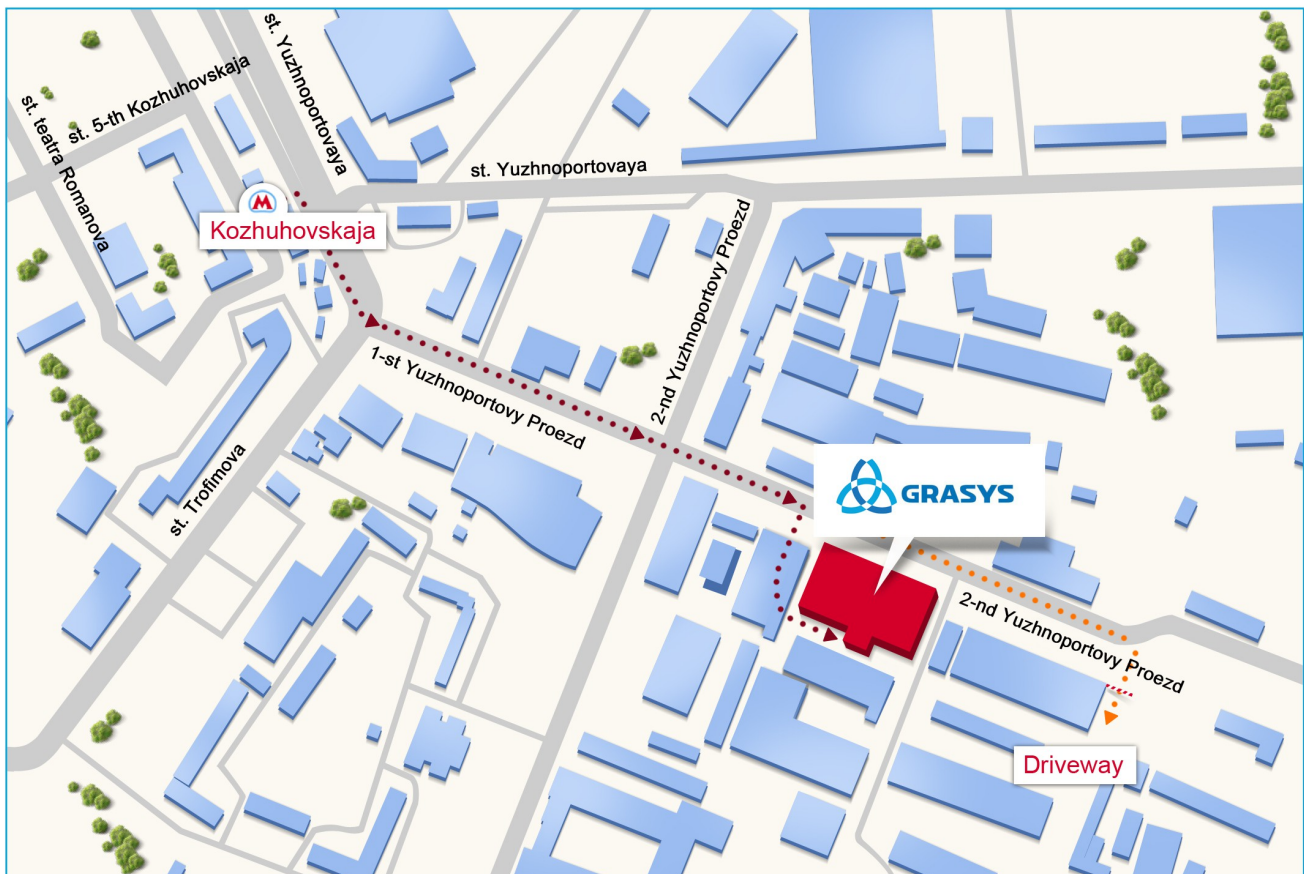 st. Yuzhnoportovaya
st. 5-th Kozhuhovskaja
st. teatra Romanova
M
Kozhuhovskaja
st. Yuzhnoportovaya
2-nd Yuzhnoportovy Proezd
1-st Yuzhnoportovy Proezd
st. Trofimova
GRASYS
2-nd Yuzhnoportovy Proezd
Driveway